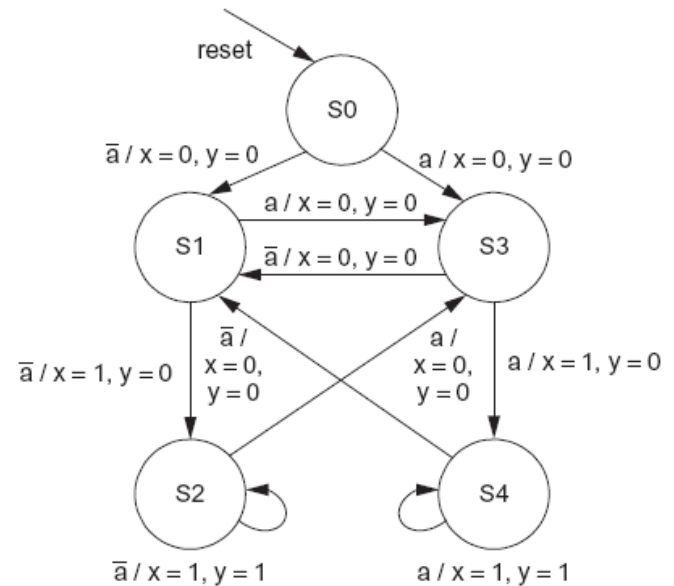 reset
S0
a̅ / x = 0, y = 0
a / x = 0, y = 0
a / x = 0, y = 0
S1
S3
a̅ / x = 0, y = 0
a̅ /
x = 0,
y = 0
a /
x = 0,
y = 0
a̅ / x = 1, y = 0
a / x = 1, y = 0
S2
S4
a̅ / x = 1, y = 1
a / x = 1, y = 1